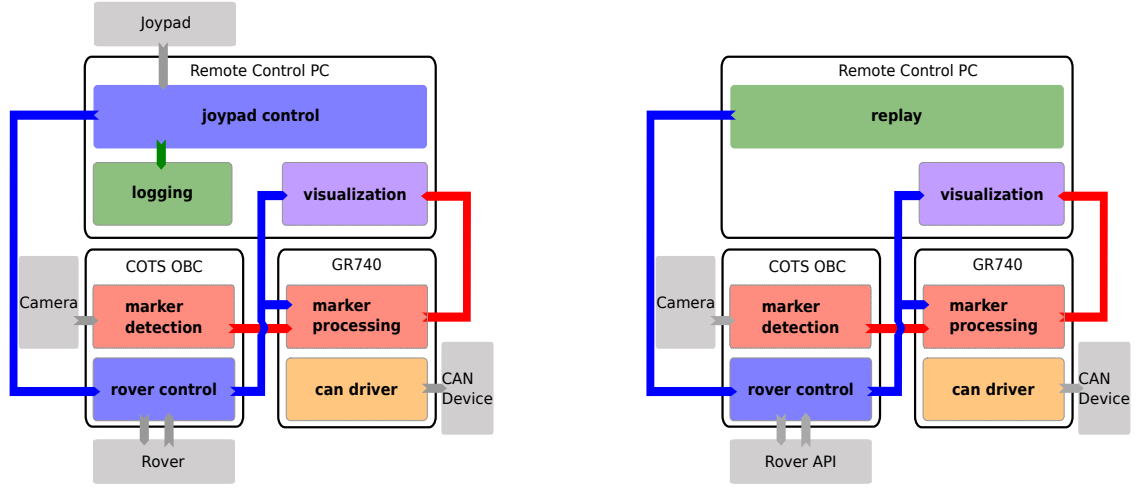 Joypad
Remote Control PC
joypad control
logging
visualization
COTS OBC
GR740
Camera
marker
detection
marker
processing
rover control
can driver
CAN
Device
Rover
Remote Control PC
replay
visualization
COTS OBC
GR740
Camera
marker
detection
marker
processing
rover control
can driver
CAN
Device
Rover API